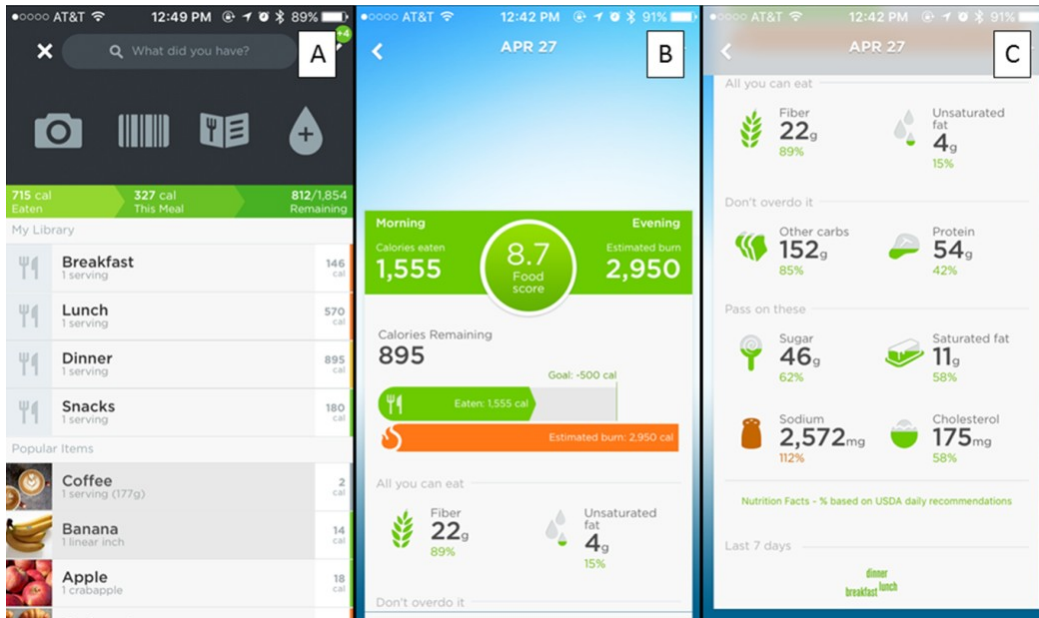 AT&T 12:49 PM 89%
+4
What did you have?
A
715 cal
Eaten
327 cal
This Meal
812/1,854
Remaining
My Library
Breakfast
1 serving
146
cal
Lunch
1 serving
570
cal
Dinner
1 serving
895
cal
Snacks
1 serving
180
cal
Popular Items
Coffee
1 serving (177g)
2
cal
Banana
1 linear inch
14
cal
Apple
1 crabapple
18
cal
AT&T 12:42 PM 91%
APR 27
B
Morning
Evening
Calories eaten
1,555
8.7
Food
score
Estimated burn
2,950
Calories Remaining
895
Goal: -500 cal
Eaten: 1,555 cal
Estimated burn: 2,950 cal
All you can eat
Fiber
22g
89%
Unsaturated
fat
4g
15%
Don't overdo it
AT&T 12:42 PM 91%
APR 27
C
All you can eat
Fiber
22g
89%
Unsaturated
fat
4g
15%
Don't overdo it
Other carbs
152g
85%
Protein
54g
42%
Pass on these
Sugar
46g
62%
Saturated fat
11g
58%
Sodium
2,572mg
112%
Cholesterol
175mg
58%
Nutrition Facts - % based on USDA daily recommendations
Last 7 days
dinner
breakfast lunch